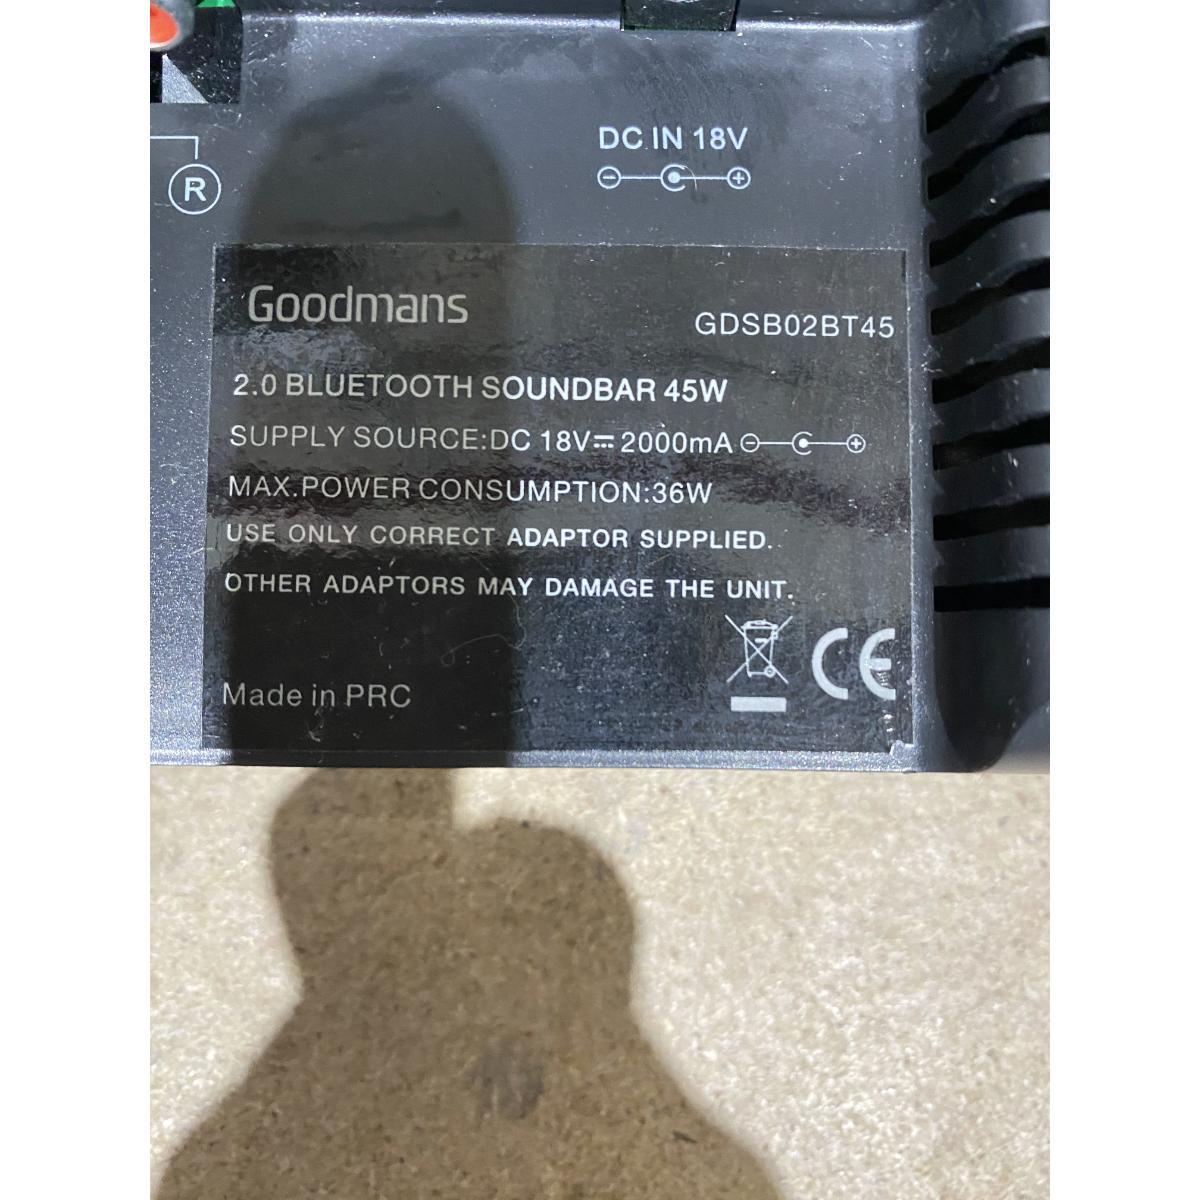 DC IN 18V
R
Goodmans
GDSB02BT45
2.0 BLUETOOTH SOUNDBAR 45W
SUPPLY SOURCE:DC 18V⎓2000mA
MAX.POWER CONSUMPTION:36W
USE ONLY CORRECT ADAPTOR SUPPLIED.
OTHER ADAPTORS MAY DAMAGE THE UNIT.
CE
Made in PRC